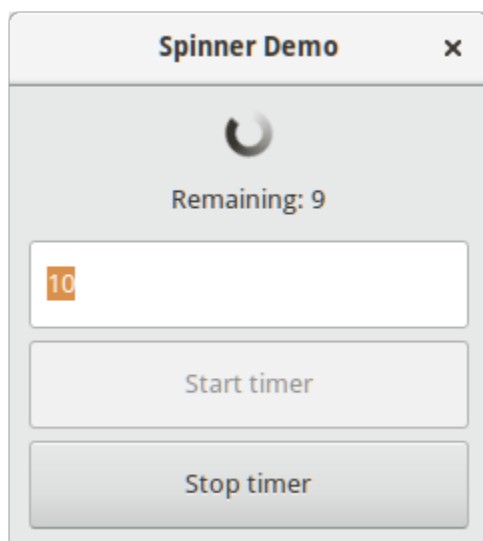 Spinner Demo
Remaining: 9
10
Start timer
Stop timer